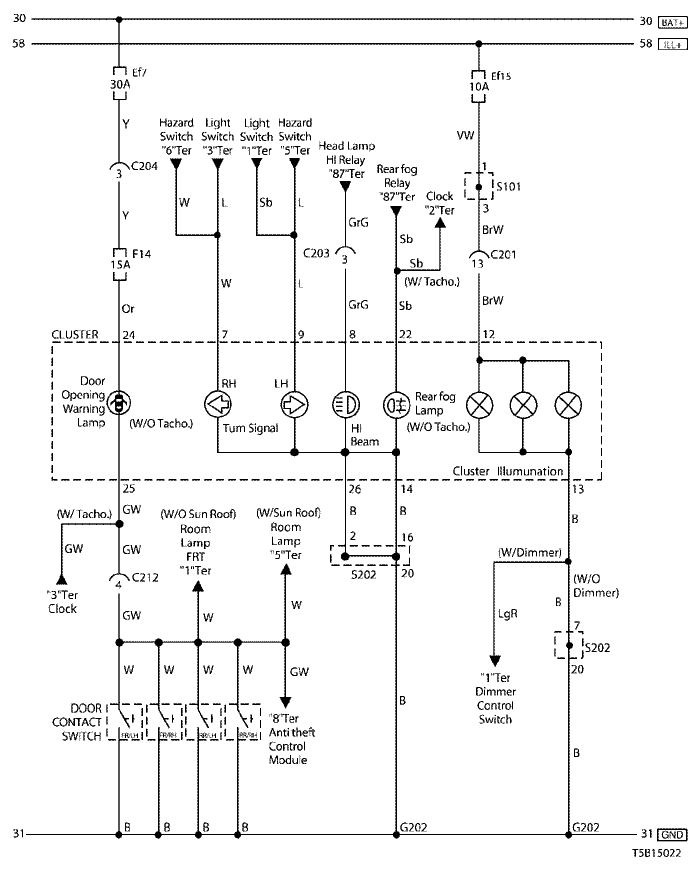 30
30 BAT+
58
58 ILL+
Ef7
30A
Ef15
10A
Y
Hazard Switch "6"Ter
Light Switch "3"Ter
Light Switch "1"Ter
Hazard Switch "5"Ter
Head Lamp HI Relay "87"Ter
Rear fog Relay "87"Ter
Clock "2"Ter
VW
C204
3
1
S101
3
W
L
Sb
L
GrG
Sb
BrW
Y
C203
3
Sb
(W/ Tacho.)
C201
13
F14
15A
W
L
GrG
Sb
BrW
Or
CLUSTER
24
7
9
8
22
12
Door
Opening
Warning
Lamp
(W/O Tacho.)
RH
LH
Turn Signal
HI
Beam
Rear fog
Lamp
(W/O Tacho.)
Cluster Illumunation
25
26
14
13
(W/ Tacho.)
GW
GW
GW
(W/O Sun Roof)
Room
Lamp
FRT
"1"Ter
(W/Sun Roof)
Room
Lamp
"5"Ter
B
B
B
2
16
S202
20
(W/Dimmer)
(W/O
Dimmer)
C212
4
"3"Ter
Clock
GW
W
W
LgR
B
7
S202
20
W
W
W
W
GW
"1"Ter
Dimmer
Control
Switch
DOOR
CONTACT
SWITCH
FR/LH
FR/RH
RR/LH
RR/RH
"8"Ter
Anti theft
Control
Module
B
B
31
B
B
B
B
G202
G202
31 GND
T5B15022